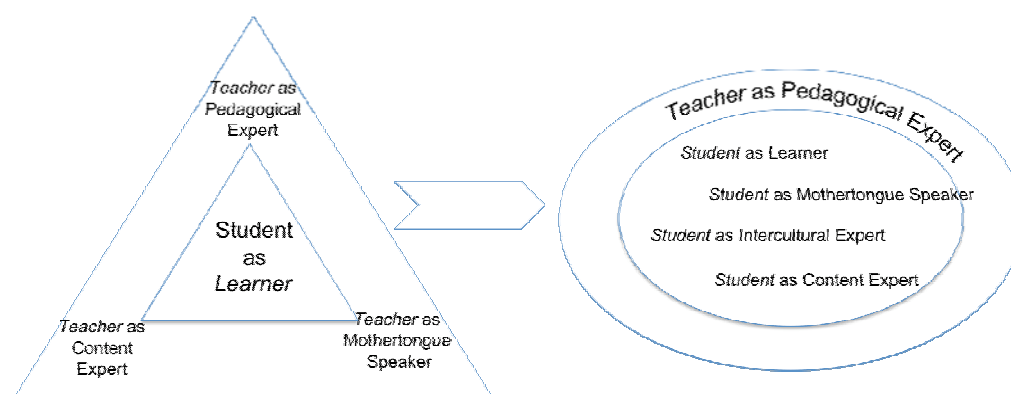 Teacher as
Pedagogical
Expert
Student
as
Learner
Teacher as
Content
Expert
Teacher as
Mothertongue
Speaker
Teacher as Pedagogical Expert
Student as Learner
Student as Mothertongue Speaker
Student as Intercultural Expert
Student as Content Expert